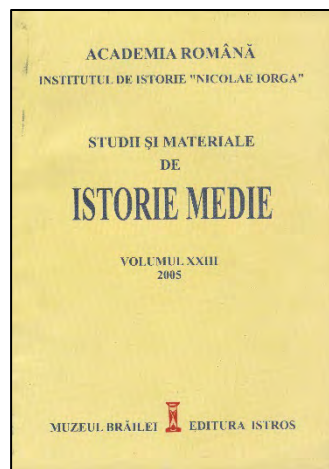 ACADEMIA ROMÂNĂ
INSTITUTUL DE ISTORIE "NICOLAE IORGA"
STUDII ŞI MATERIALE
DE
ISTORIE MEDIE
VOLUMUL XXIII
2005
MUZEUL BRĂILEI EDITURA ISTROS